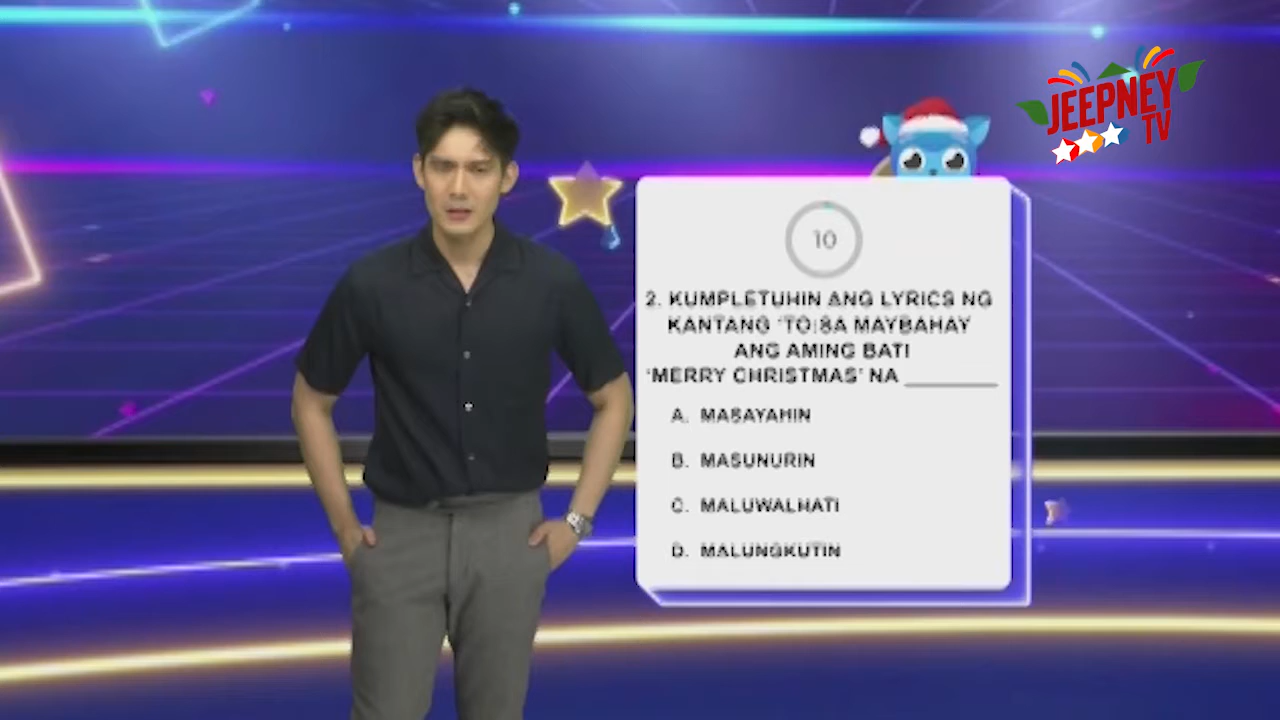 JEEPNEY
TV
10
2. KUMPLETUHIN ANG LYRICS NG
KANTANG 'TO:SA MAYBAHAY
ANG AMING BATI
'MERRY CHRISTMAS' NA ________
A. MASAYAHIN
B. MASUNURIN
C. MALUWALHATI
D. MALUNGKUTIN